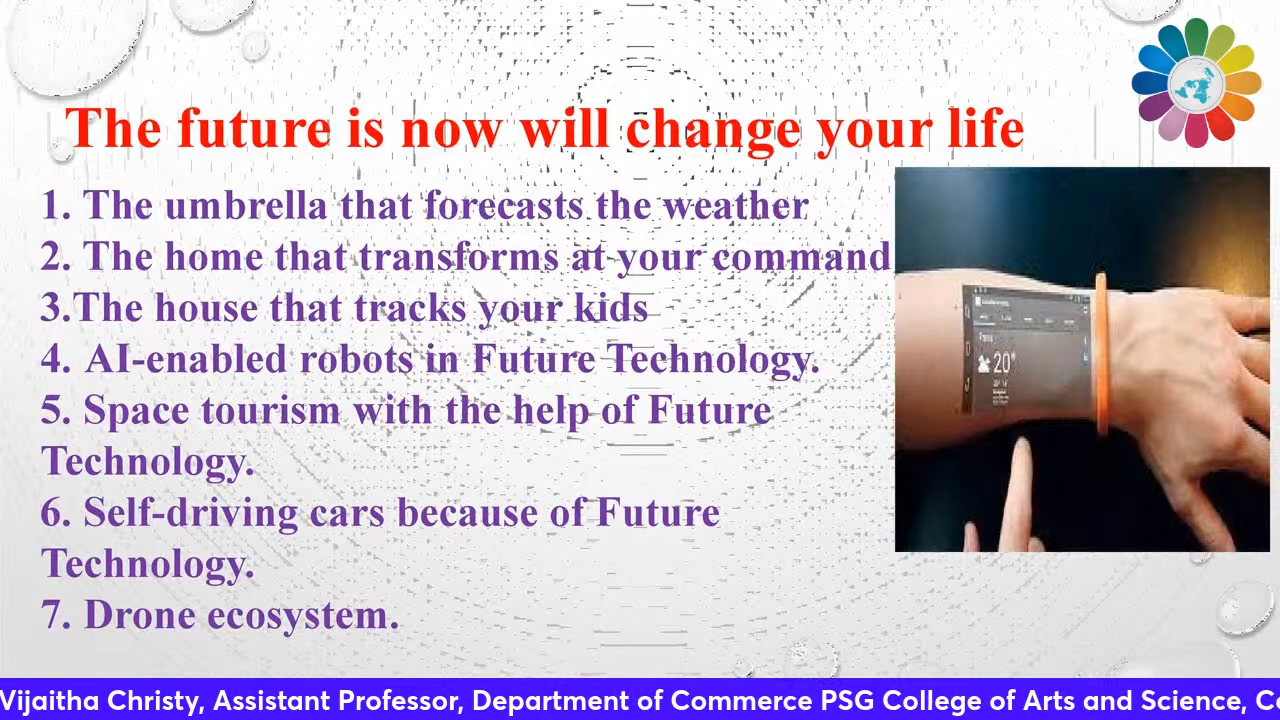 The future is now will change your life
1. The umbrella that forecasts the weather
2. The home that transforms at your command
3.The house that tracks your kids
4. AI-enabled robots in Future Technology.
5. Space tourism with the help of Future
Technology.
6. Self-driving cars because of Future
Technology.
7. Drone ecosystem.
20°
Vijaitha Christy, Assistant Professor, Department of Commerce PSG College of Arts and Science,